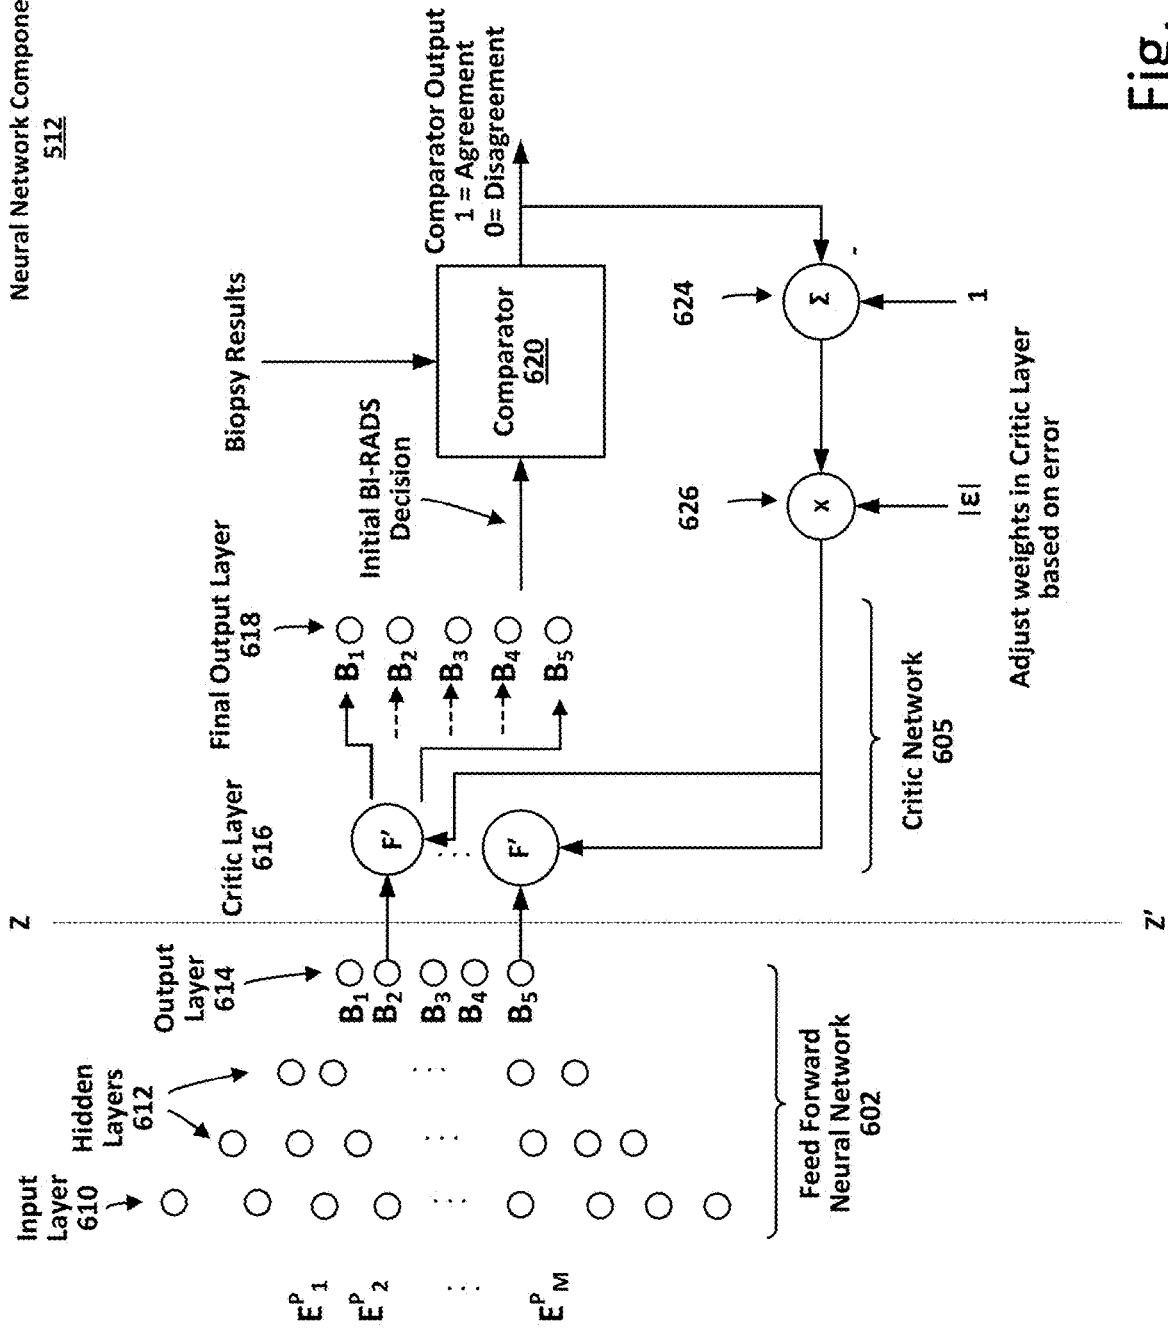 Neural Network Compone
512
Biopsy Results
Comparator Output
1 = Agreement
0= Disagreement
Comparator
620
Initial BI-RADS
Decision
Final Output Layer
618
Critic Layer
616
Z
Output
Layer
614
Hidden
Layers
612
Input
Layer
610
E^P_1
E^P_2
...
E^P_M
...
...
...
B₁
B₂
B₃
B₄
B₅
F'
...
F'
B₁
B₂
B₃
B₄
B₅
624
Σ
-
1
626
X
|ε|
Adjust weights in Critic Layer
based on error
Critic Network
605
Feed Forward
Neural Network
602
Z'
Fig.